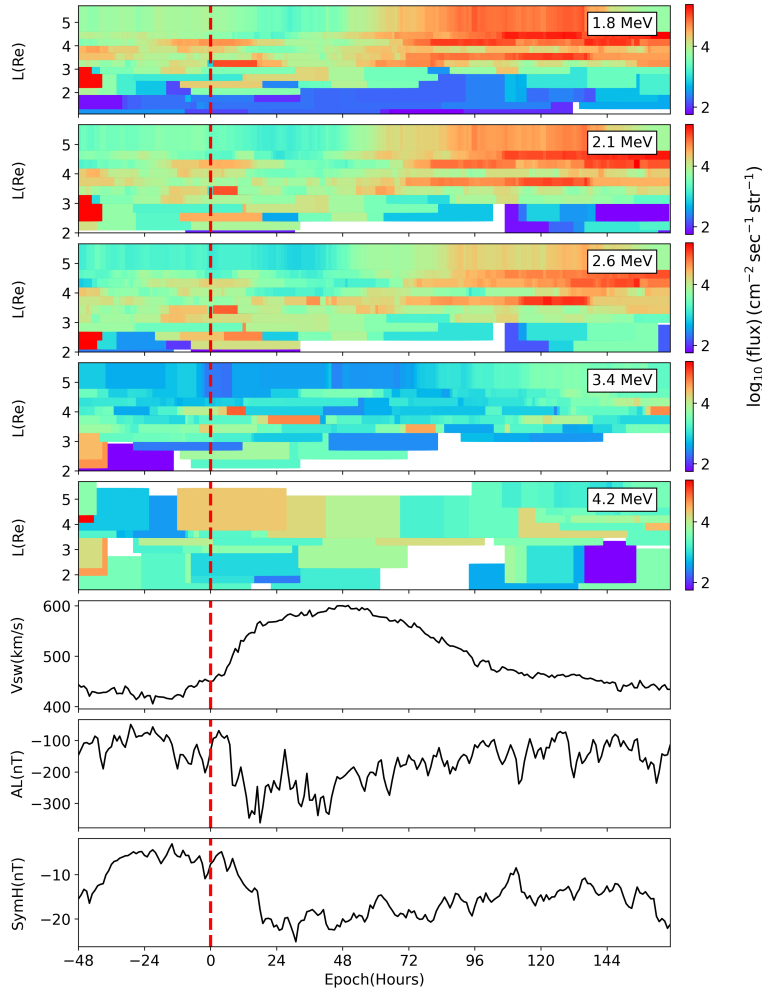 L(Re) 5 4 3 2 1.8 MeV 4 2
L(Re) 5 4 3 2 2.1 MeV 4 2
L(Re) 5 4 3 2 2.6 MeV 4 2
L(Re) 5 4 3 2 3.4 MeV 4 2
L(Re) 5 4 3 2 4.2 MeV 4 2
log₁₀(flux) (cm⁻² sec⁻¹ str⁻¹)
Vsw(km/s) 600 500 400
AL(nT) −100 −200 −300
SymH(nT) −10 −20
−48 −24 0 24 48 72 96 120 144
Epoch(Hours)